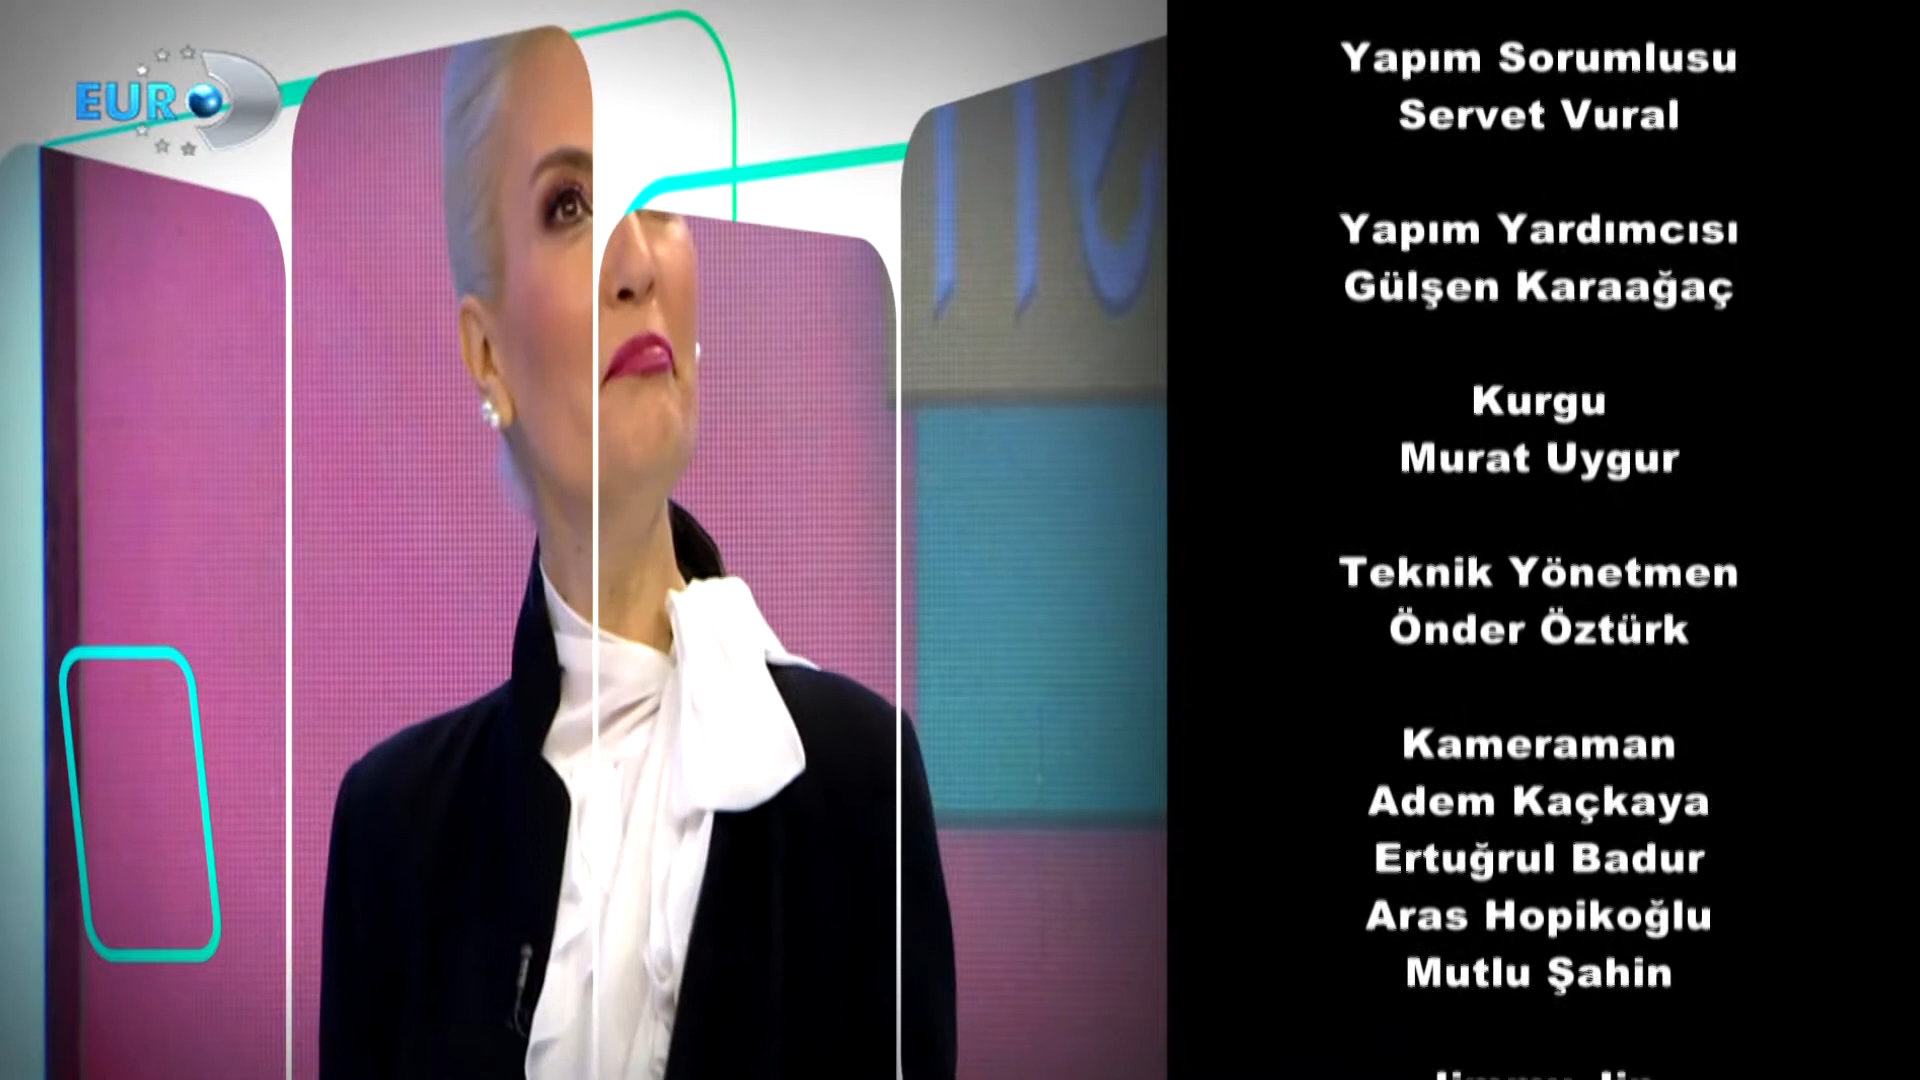 EURO D
Yapım Sorumlusu
Servet Vural
Yapım Yardımcısı
Gülşen Karaağaç
Kurgu
Murat Uygur
Teknik Yönetmen
Önder Öztürk
Kameraman
Adem Kaçkaya
Ertuğrul Badur
Aras Hopikoğlu
Mutlu Şahin